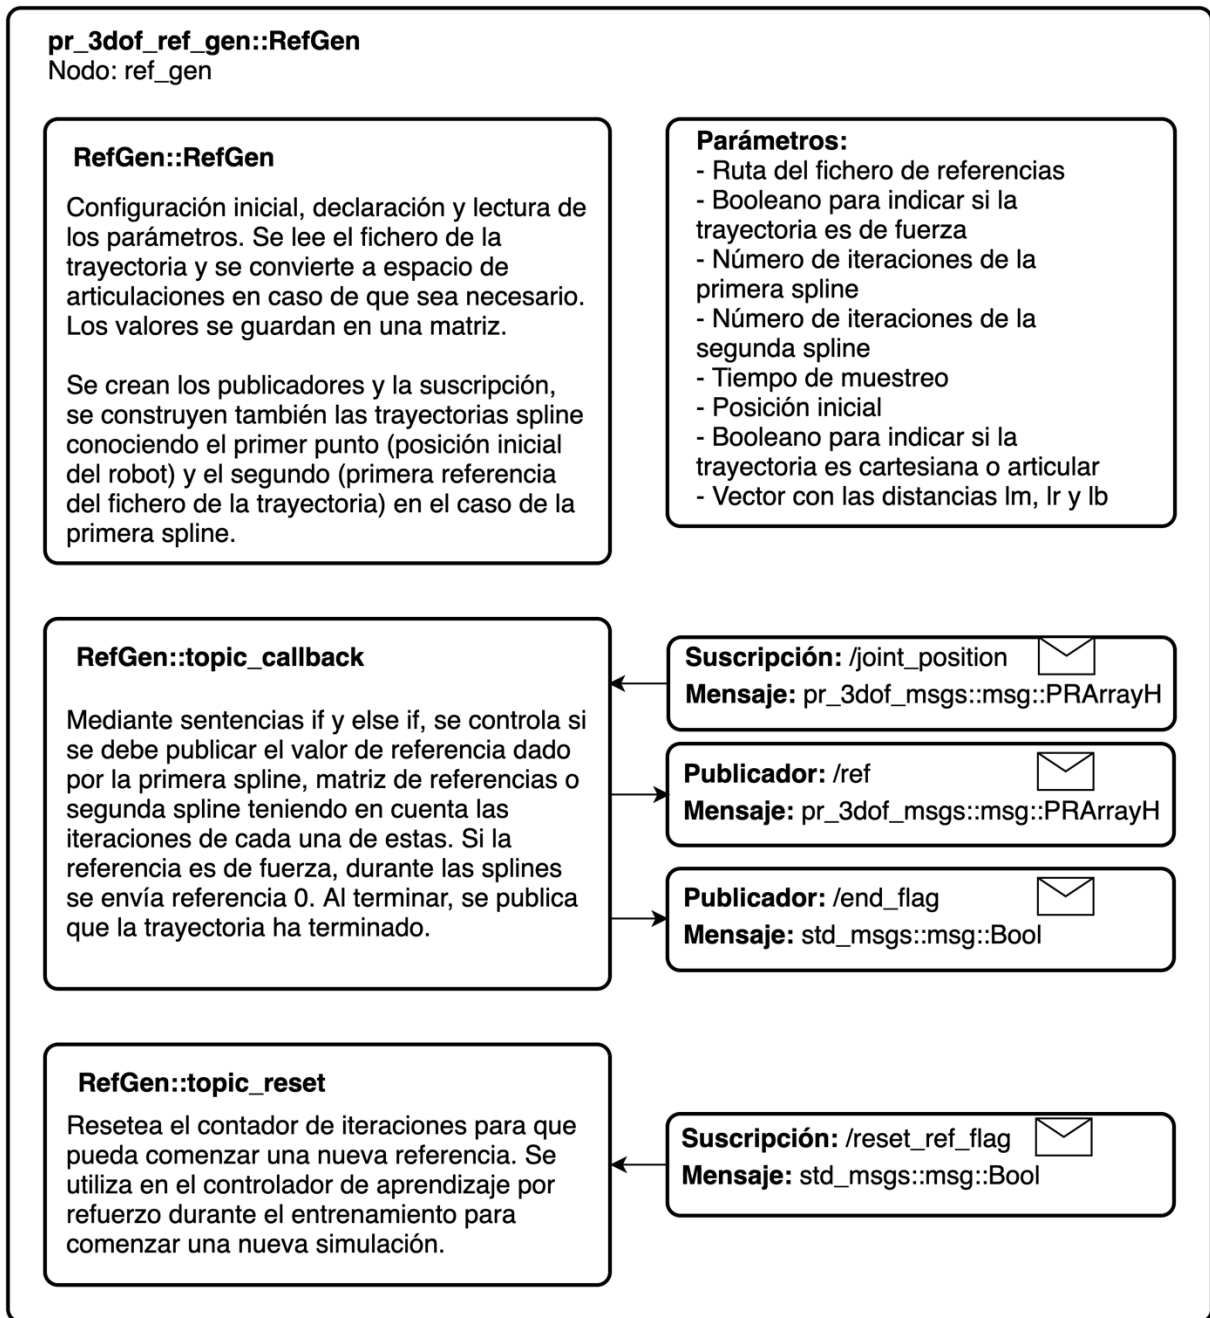 pr_3dof_ref_gen::RefGen
Nodo: ref_gen
RefGen::RefGen
Configuración inicial, declaración y lectura de
los parámetros. Se lee el fichero de la
trayectoria y se convierte a espacio de
articulaciones en caso de que sea necesario.
Los valores se guardan en una matriz.
Se crean los publicadores y la suscripción,
se construyen también las trayectorias spline
conociendo el primer punto (posición inicial
del robot) y el segundo (primera referencia
del fichero de la trayectoria) en el caso de la
primera spline.
Parámetros:
- Ruta del fichero de referencias
- Booleano para indicar si la
trayectoria es de fuerza
- Número de iteraciones de la
primera spline
- Número de iteraciones de la
segunda spline
- Tiempo de muestreo
- Posición inicial
- Booleano para indicar si la
trayectoria es cartesiana o articular
- Vector con las distancias lm, lr y lb
RefGen::topic_callback
Mediante sentencias if y else if, se controla si
se debe publicar el valor de referencia dado
por la primera spline, matriz de referencias o
segunda spline teniendo en cuenta las
iteraciones de cada una de estas. Si la
referencia es de fuerza, durante las splines
se envía referencia 0. Al terminar, se publica
que la trayectoria ha terminado.
Suscripción: /joint_position
Mensaje: pr_3dof_msgs::msg::PRArrayH
Publicador: /ref
Mensaje: pr_3dof_msgs::msg::PRArrayH
Publicador: /end_flag
Mensaje: std_msgs::msg::Bool
RefGen::topic_reset
Resetea el contador de iteraciones para que
pueda comenzar una nueva referencia. Se
utiliza en el controlador de aprendizaje por
refuerzo durante el entrenamiento para
comenzar una nueva simulación.
Suscripción: /reset_ref_flag
Mensaje: std_msgs::msg::Bool